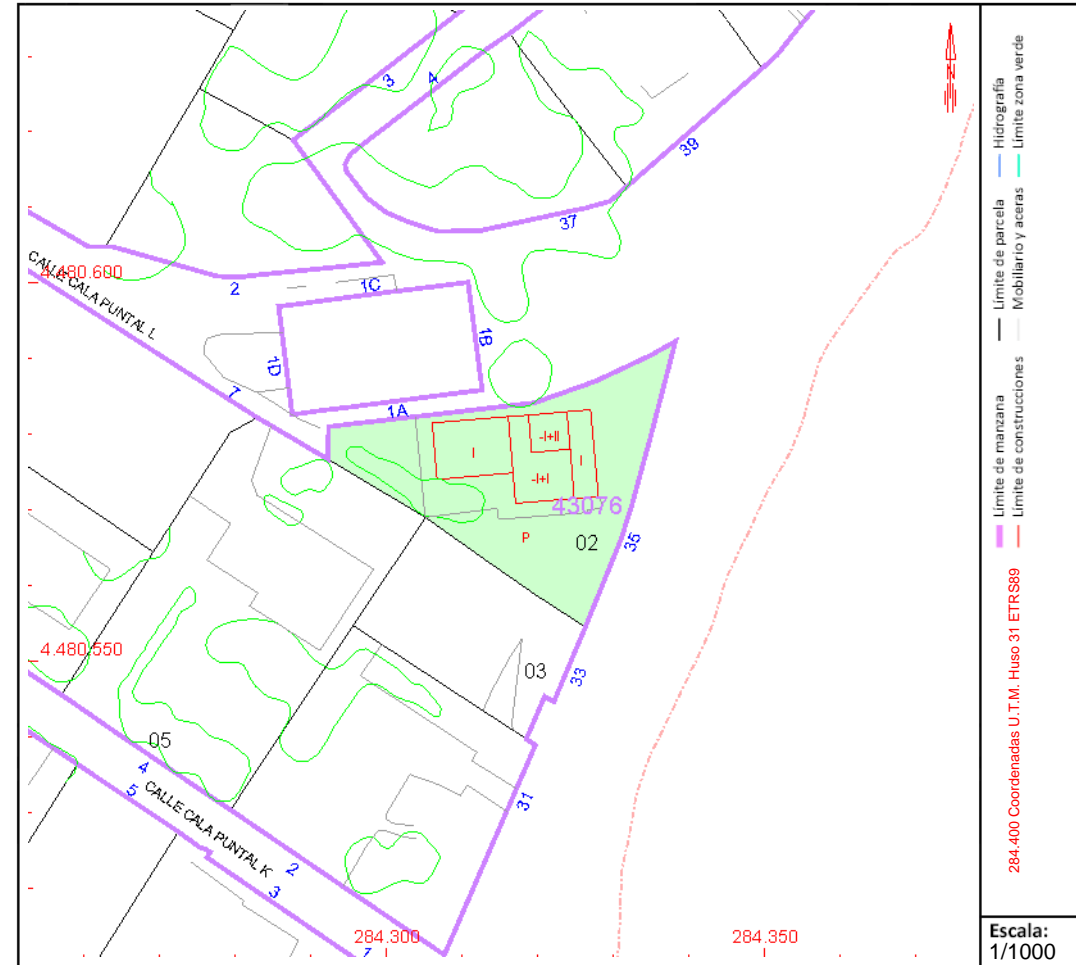 3
4
39
37
CALLE CALA PUNTAL L
4.480.600
2
1C
1B
1D
7
1A
I
-I+II
I
-I+I
43076
P
02
35
4.480.550
03
33
05
4
5
CALLE CALA PUNTAL K
31
2
3
284.300
284.350
N
Hidrografía
Límite zona verde
Límite de parcela
Mobiliario y aceras
Límite de manzana
Límite de construcciones
284.400 Coordenadas U.T.M. Huso 31 ETRS89
Escala:
1/1000